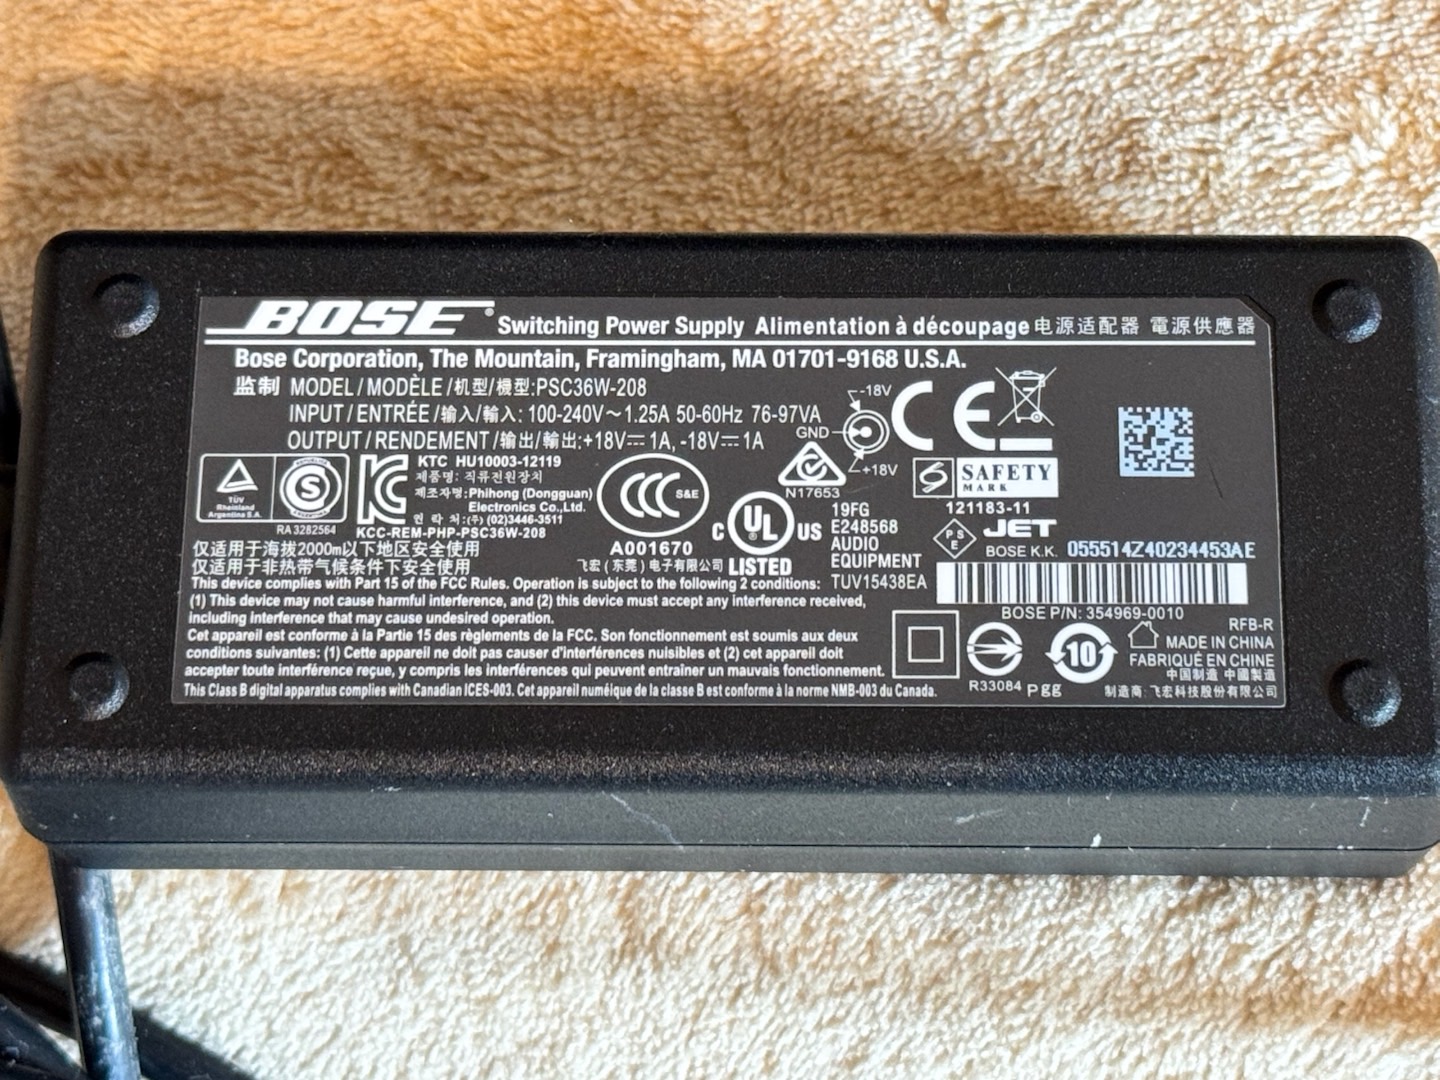 BOSE® Switching Power Supply Alimentation à découpage 电源适配器 電源供應器
Bose Corporation, The Mountain, Framingham, MA 01701-9168 U.S.A.
监制 MODEL / MODÈLE /机型/機型:PSC36W-208
INPUT / ENTRÉE /输入/輸入: 100-240V～1.25A 50-60Hz 76-97VA
OUTPUT / RENDEMENT /输出/輸出:+18V⎓1A, -18V⎓1A
-18V
GND
+18V
CE
TÜV
Rheinland
Argentina S.A.
S
RA3282564
KTC HU10003-12119
제품명: 직류전원장치
제조자명:Phihong (Dongguan)
Electronics Co.,Ltd.
연 락 처:(주) (02)3446-3511
KCC-REM-PHP-PSC36W-208
CCC S&E
A001670
飞宏 (东莞) 电子有限公司
N17653
C UL® US
LISTED
19FG
E248568
AUDIO
EQUIPMENT
TUV15438EA
S SAFETY
MARK
121183-11
PS
E
JET
BOSE K.K. 055514Z40234453AE
BOSE P/N: 354969-0010
仅适用于海拔2000m以下地区安全使用
仅适用于非热带气候条件下安全使用
This device complies with Part 15 of the FCC Rules. Operation is subject to the following 2 conditions:
(1) This device may not cause harmful interference, and (2) this device must accept any interference received,
including interference that may cause undesired operation.
Cet appareil est conforme à la Partie 15 des règlements de la FCC. Son fonctionnement est soumis aux deux
conditions suivantes: (1) Cette appareil ne doit pas causer d'interférences nuisibles et (2) cet appareil doit
accepter toute interférence reçue, y compris les interférences qui peuvent entraîner un mauvais fonctionnement.
This Class B digital apparatus complies with Canadian ICES-003. Cet appareil numéique de la classe B est conforme à la norme NMB-003 du Canada.
R33084
10
Pgg
RFB-R
MADE IN CHINA
FABRIQUÉ EN CHINE
中国制造 中國製造
制造商: 飞宏科技股份有限公司